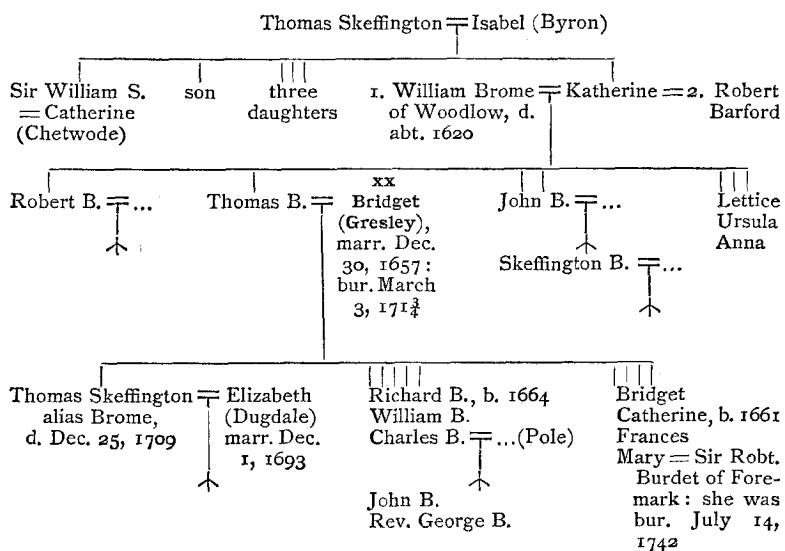 Thomas Skeffington = Isabel (Byron)
Sir William S.
= Catherine
(Chetwode)
son
three
daughters
1. William Brome = Katherine = 2. Robert
of Woodlow, d.
abt. 1620
Barford
Robert B. = ...
Thomas B. =
xx
Bridget
(Gresley),
marr. Dec.
30, 1657 :
bur. March
3, 171¾
John B. = ...
Skeffington B. = ...
Lettice
Ursula
Anna
Thomas Skeffington =
alias Brome,
d. Dec. 25, 1709
Elizabeth
(Dugdale)
marr. Dec.
1, 1693
Richard B., b. 1664
William B.
Charles B. = ...(Pole)
John B.
Rev. George B.
Bridget
Catherine, b. 1661
Frances
Mary = Sir Robt.
Burdet of Fore-
mark : she was
bur. July 14,
1742